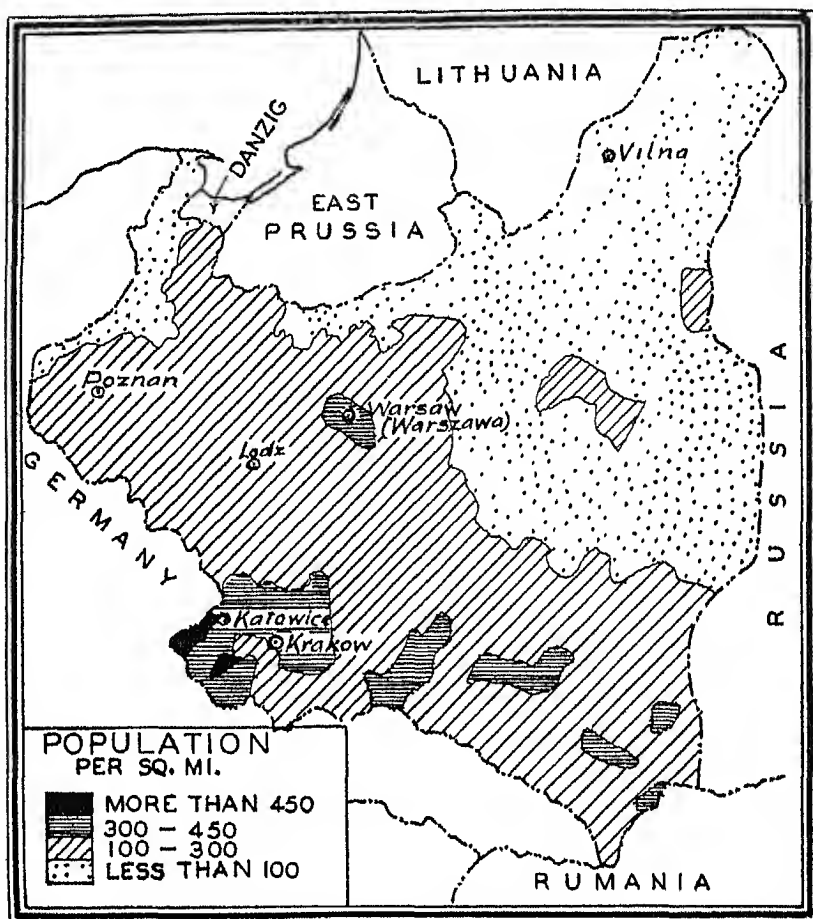 LITHUANIA
DANZIG
Vilna
EAST
PRUSSIA
Poznan
Warsaw
(Warszawa)
Lodz
GERMANY
RUSSIA
Katowice
Krakow
POPULATION
PER SQ. MI.
MORE THAN 450
300 – 450
100 – 300
LESS THAN 100
RUMANIA